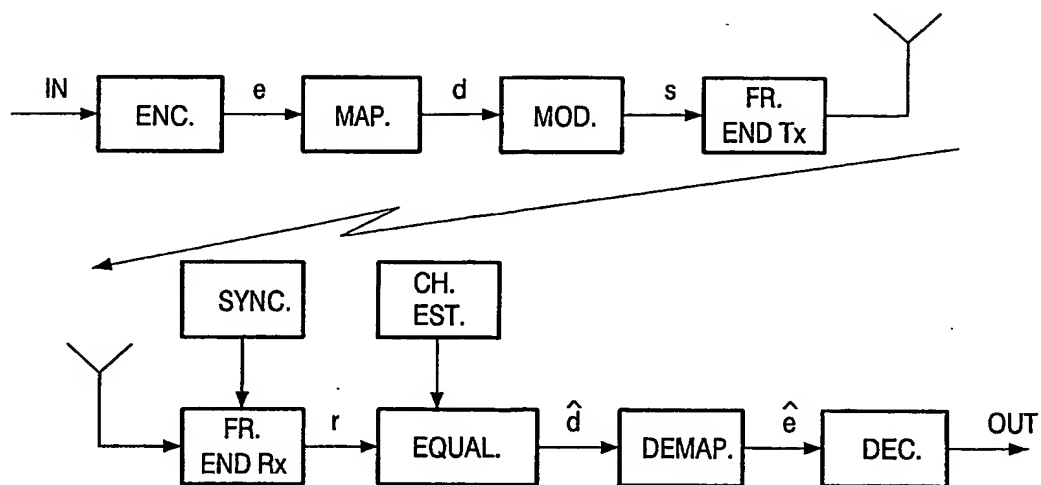 IN
ENC.
e
MAP.
d
MOD.
s
FR.
END Tx
SYNC.
CH.
EST.
FR.
END Rx
r
EQUAL.
d̂
DEMAP.
ê
DEC.
OUT